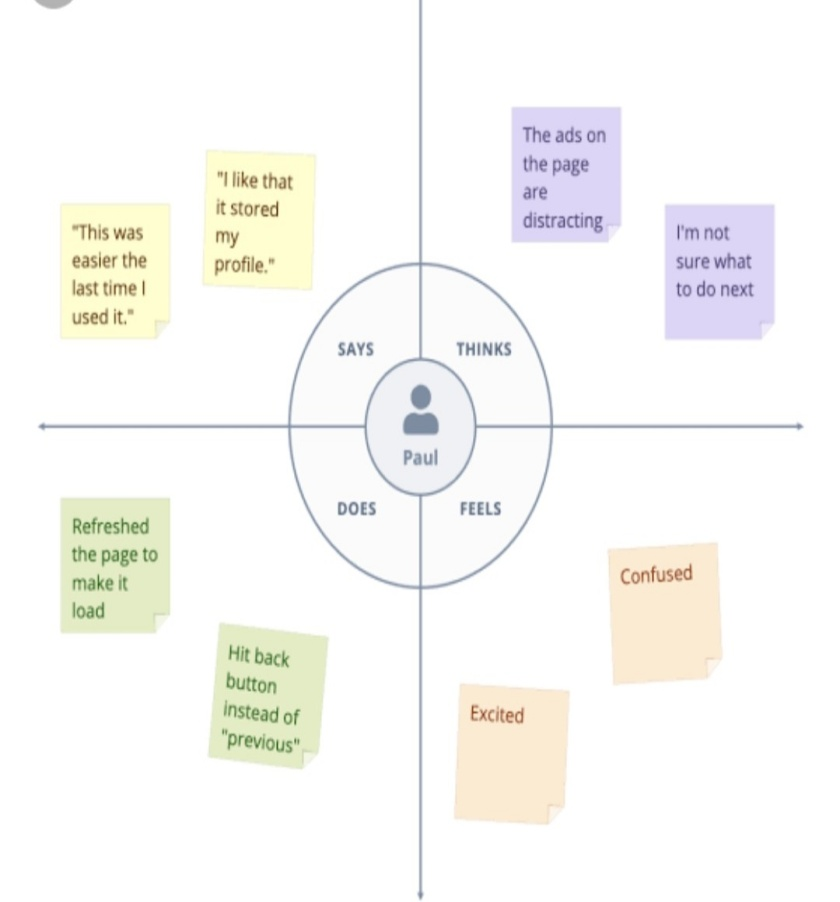 "This was
easier the
last time I
used it."
"I like that
it stored
my
profile."
The ads on
the page
are
distracting
I'm not
sure what
to do next
SAYS
THINKS
Paul
DOES
FEELS
Refreshed
the page to
make it
load
Hit back
button
instead of
"previous"
Confused
Excited